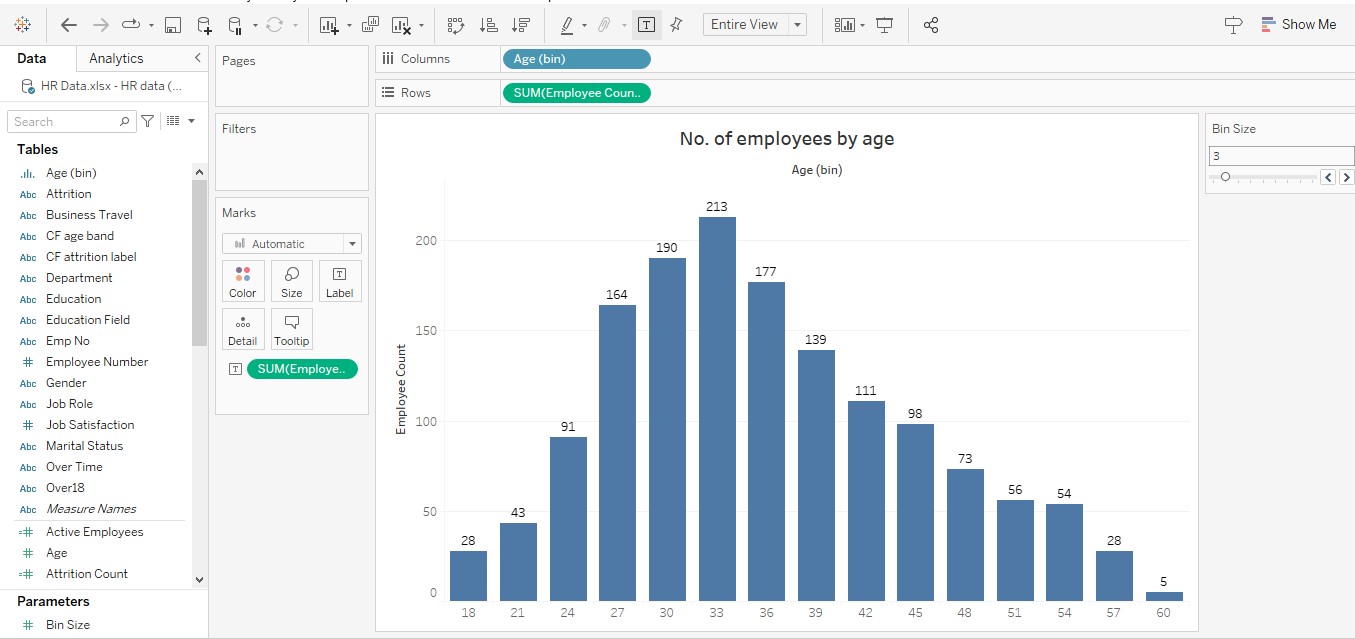 Entire View
Show Me
Data
Analytics
HR Data.xlsx - HR data (...
Search
Tables
Age (bin)
Abc Attrition
Abc Business Travel
Abc CF age band
Abc CF attrition label
Abc Department
Abc Education
Abc Education Field
Abc Emp No
# Employee Number
Abc Gender
Abc Job Role
# Job Satisfaction
Abc Marital Status
Abc Over Time
Abc Over18
Abc Measure Names
=# Active Employees
# Age
=# Attrition Count
Parameters
# Bin Size
Pages
Filters
Marks
Automatic
Color
Size
T Label
Detail
Tooltip
T SUM(Employe..
Columns
Age (bin)
Rows
SUM(Employee Coun..
No. of employees by age
Age (bin)
Employee Count
200
150
100
50
0
28
43
91
164
190
213
177
139
111
98
73
56
54
28
5
18 21 24 27 30 33 36 39 42 45 48 51 54 57 60
Bin Size
3